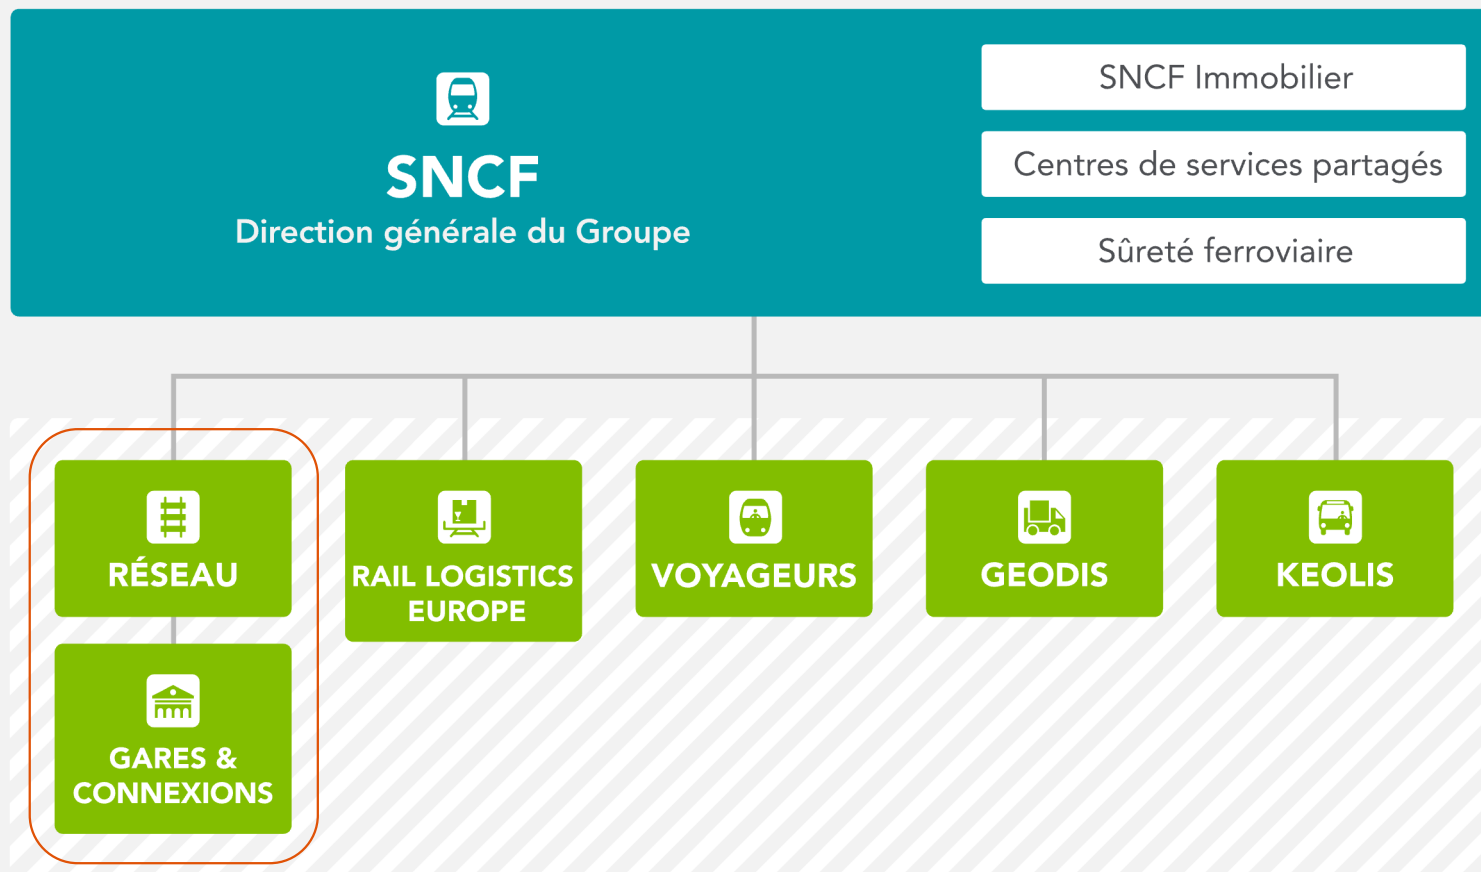 SNCF
Direction générale du Groupe
SNCF Immobilier
Centres de services partagés
Sûreté ferroviaire
RÉSEAU
RAIL LOGISTICS
EUROPE
VOYAGEURS
GEODIS
KEOLIS
GARES &
CONNEXIONS